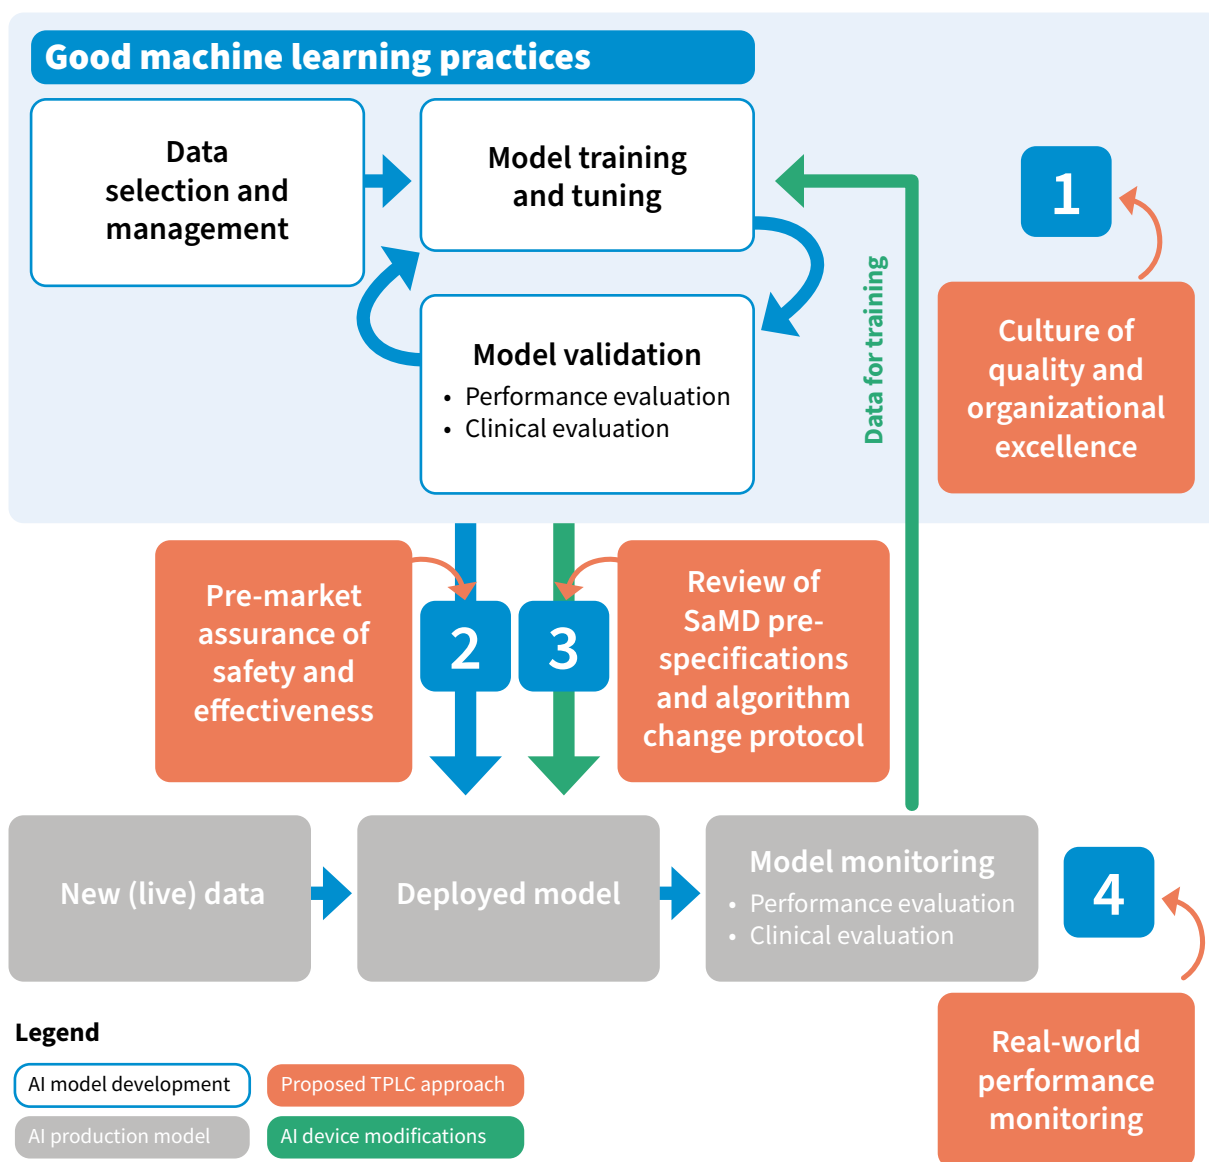 Good machine learning practices
Data
selection and
management
Model training
and tuning
Model validation
• Performance evaluation
• Clinical evaluation
Data for training
1
Culture of
quality and
organizational
excellence
Pre-market
assurance of
safety and
effectiveness
2
3
Review of
SaMD pre-
specifications
and algorithm
change protocol
New (live) data
Deployed model
Model monitoring
• Performance evaluation
• Clinical evaluation
4
Real-world
performance
monitoring
Legend
AI model development
Proposed TPLC approach
AI production model
AI device modifications